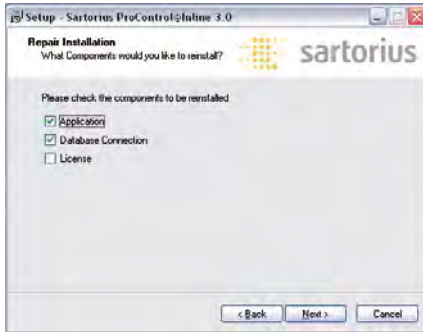 Setup - Sartorius ProControl@Inline 3.0
Repair Installation
What Components would you like to reinstall?
sartorius
Please check the components to be reinstalled
Application
Database Connection
License
< Back
Next >
Cancel